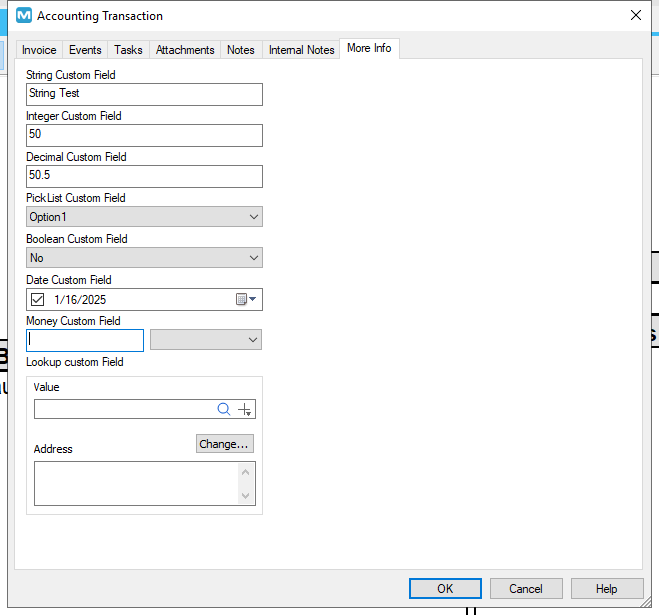 Accounting Transaction
Invoice Events Tasks Attachments Notes Internal Notes More Info
String Custom Field
String Test
Integer Custom Field
50
Decimal Custom Field
50.5
PickList Custom Field
Option1
Boolean Custom Field
No
Date Custom Field
1/16/2025
Money Custom Field
Lookup custom Field
Value
Address Change...
OK Cancel Help